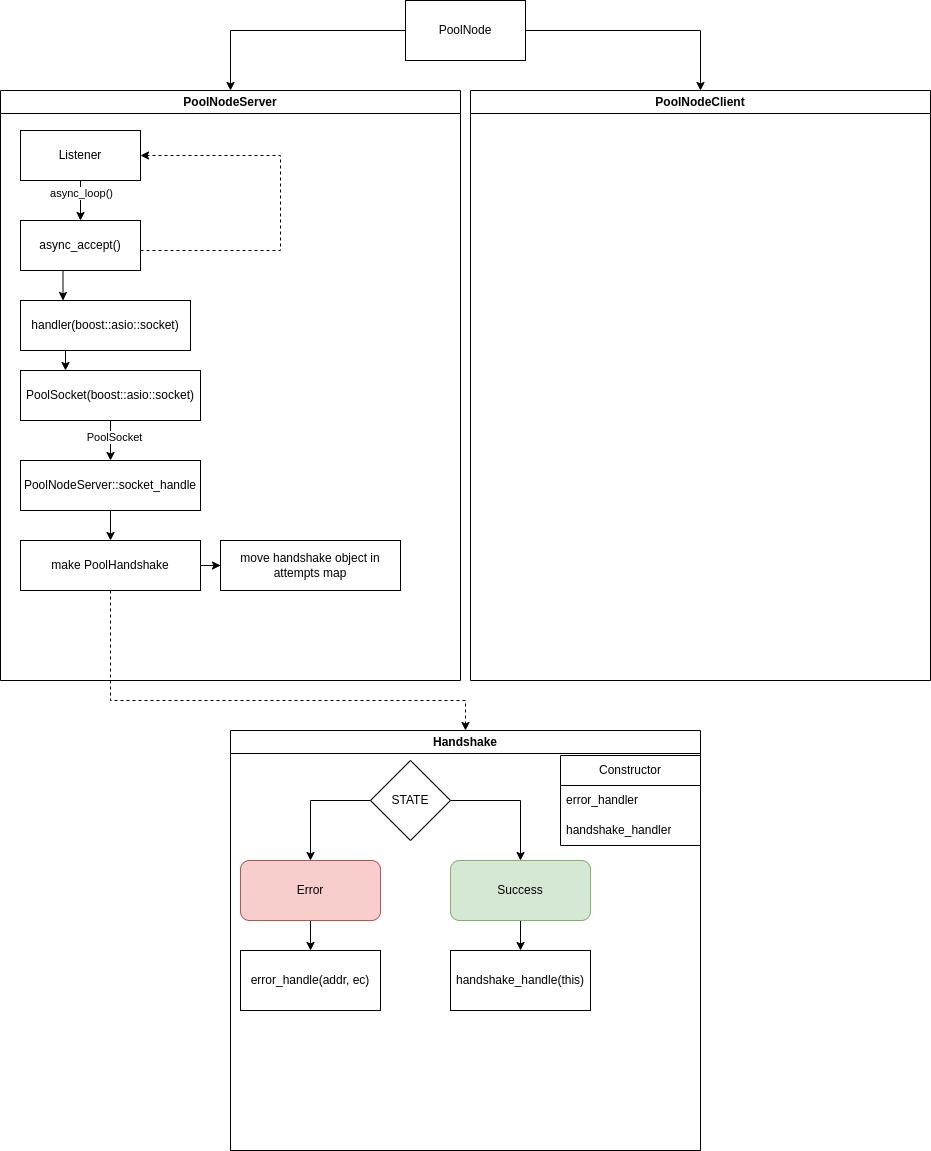 PoolNode
PoolNodeServer
PoolNodeClient
Listener
async_loop()
async_accept()
handler(boost::asio::socket)
PoolSocket(boost::asio::socket)
PoolSocket
PoolNodeServer::socket_handle
make PoolHandshake
move handshake object in
attempts map
Handshake
Constructor
error_handler
handshake_handler
STATE
Error
Success
error_handle(addr, ec)
handshake_handle(this)